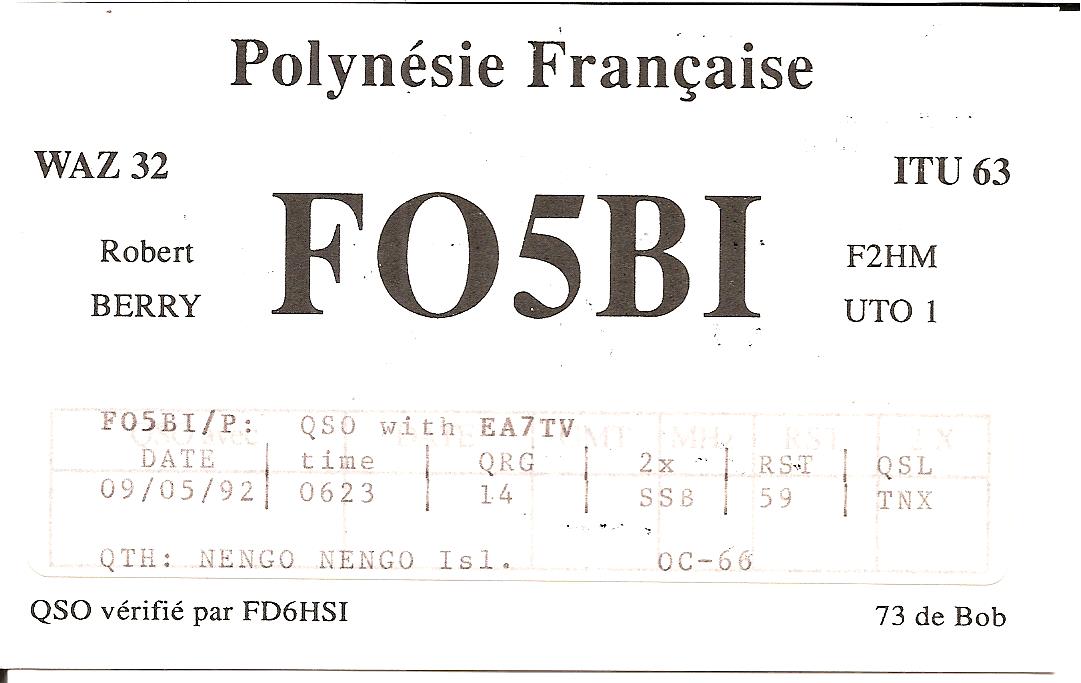 Polynésie Française
WAZ 32
ITU 63
FO5BI
Robert
BERRY
F2HM
UTO 1
FO5BI/P: QSO with EA7TV
DATE | time | QRG | 2x | RST | QSL
09/05/92| 0623 | 14 | SSB | 59 | TNX
QTH: NENGO NENGO Isl. OC-66
QSO vérifié par FD6HSI
73 de Bob